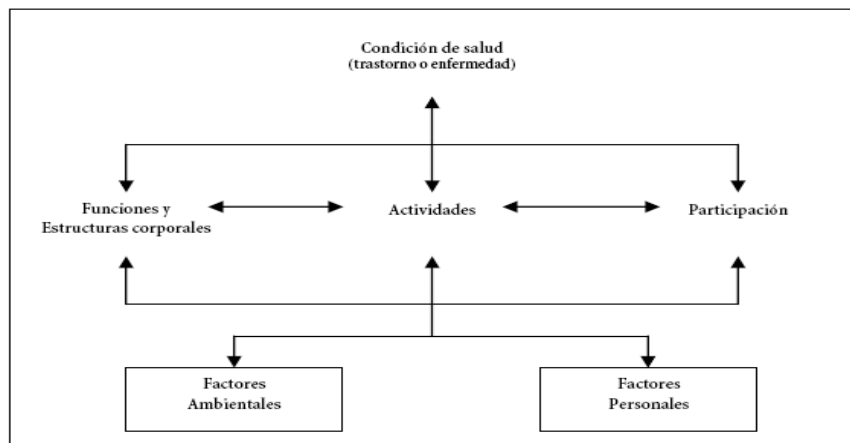 Condición de salud
(trastorno o enfermedad)
Funciones y
Estructuras corporales
Actividades
Participación
Factores
Ambientales
Factores
Personales